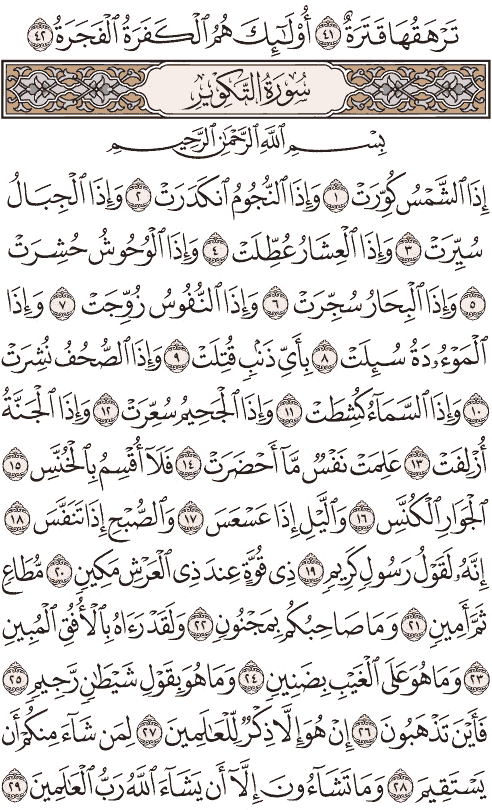 تَرْهَقُهَا قَتَرَةٌ ٤١ أُو۟لَـٰٓئِكَ هُمُ ٱلْكَفَرَةُ ٱلْفَجَرَةُ ٤٢
سُورَةُ التَّكْوِيرِ
بِسْمِ ٱللَّهِ ٱلرَّحْمَـٰنِ ٱلرَّحِيمِ
إِذَا ٱلشَّمْسُ كُوِّرَتْ ١ وَإِذَا ٱلنُّجُومُ ٱنكَدَرَتْ ٢ وَإِذَا ٱلْجِبَالُ
سُيِّرَتْ ٣ وَإِذَا ٱلْعِشَارُ عُطِّلَتْ ٤ وَإِذَا ٱلْوُحُوشُ حُشِرَتْ
٥ وَإِذَا ٱلْبِحَارُ سُجِّرَتْ ٦ وَإِذَا ٱلنُّفُوسُ زُوِّجَتْ ٧ وَإِذَا
ٱلْمَوْءُۥدَةُ سُئِلَتْ ٨ بِأَىِّ ذَنۢبٍ قُتِلَتْ ٩ وَإِذَا ٱلصُّحُفُ نُشِرَتْ
١٠ وَإِذَا ٱلسَّمَآءُ كُشِطَتْ ١١ وَإِذَا ٱلْجَحِيمُ سُعِّرَتْ ١٢ وَإِذَا ٱلْجَنَّةُ
أُزْلِفَتْ ١٣ عَلِمَتْ نَفْسٌ مَّآ أَحْضَرَتْ ١٤ فَلَآ أُقْسِمُ بِٱلْخُنَّسِ ١٥
ٱلْجَوَارِ ٱلْكُنَّسِ ١٦ وَٱلَّيْلِ إِذَا عَسْعَسَ ١٧ وَٱلصُّبْحِ إِذَا تَنَفَّسَ ١٨
إِنَّهُۥ لَقَوْلُ رَسُولٍ كَرِيمٍ ١٩ ذِى قُوَّةٍ عِندَ ذِى ٱلْعَرْشِ مَكِينٍ ٢٠ مُّطَاعٍ
ثَمَّ أَمِينٍ ٢١ وَمَا صَاحِبُكُم بِمَجْنُونٍ ٢٢ وَلَقَدْ رَءَاهُ بِٱلْأُفُقِ ٱلْمُبِينِ
٢٣ وَمَا هُوَ عَلَى ٱلْغَيْبِ بِضَنِينٍ ٢٤ وَمَا هُوَ بِقَوْلِ شَيْطَـٰنٍ رَّجِيمٍ ٢٥
فَأَيْنَ تَذْهَبُونَ ٢٦ إِنْ هُوَ إِلَّا ذِكْرٌ لِّلْعَـٰلَمِينَ ٢٧ لِمَن شَآءَ مِنكُمْ أَن
يَسْتَقِيمَ ٢٨ وَمَا تَشَآءُونَ إِلَّآ أَن يَشَآءَ ٱللَّهُ رَبُّ ٱلْعَـٰلَمِينَ ٢٩